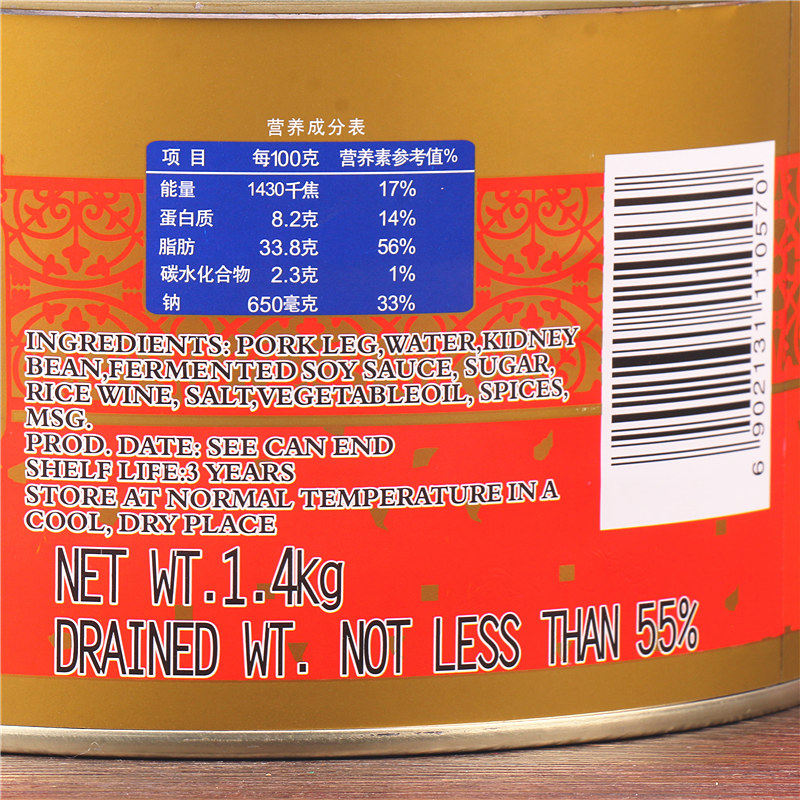 营养成分表
项目 每100克 营养素参考值%
能量 1430千焦 17%
蛋白质 8.2克 14%
脂肪 33.8克 56%
碳水化合物 2.3克 1%
钠 650毫克 33%
INGREDIENTS: PORK LEG,WATER,KIDNEY
BEAN,FERMENTED SOY SAUCE, SUGAR,
RICE WINE, SALT,VEGETABLEOIL, SPICES,
MSG.
PROD. DATE: SEE CAN END
SHELF LIFE:3 YEARS
STORE AT NORMAL TEMPERATURE IN A
COOL, DRY PLACE
NET WT.1.4kg
DRAINED WT. NOT LESS THAN 55%
6 902131 110570